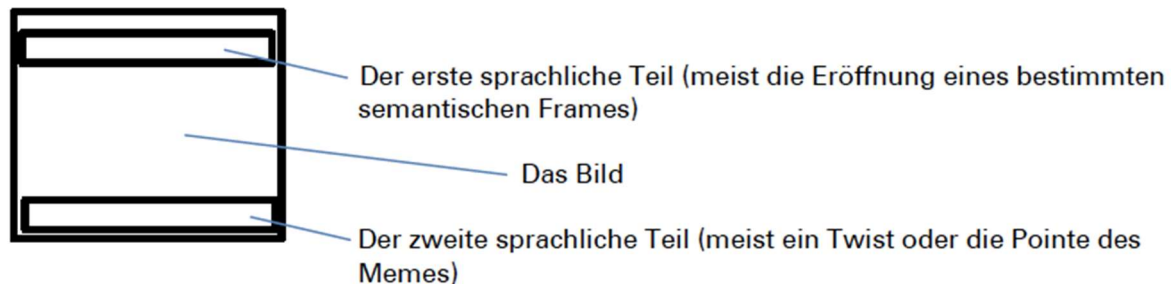 Der erste sprachliche Teil (meist die Eröffnung eines bestimmten
semantischen Frames)
Das Bild
Der zweite sprachliche Teil (meist ein Twist oder die Pointe des
Memes)